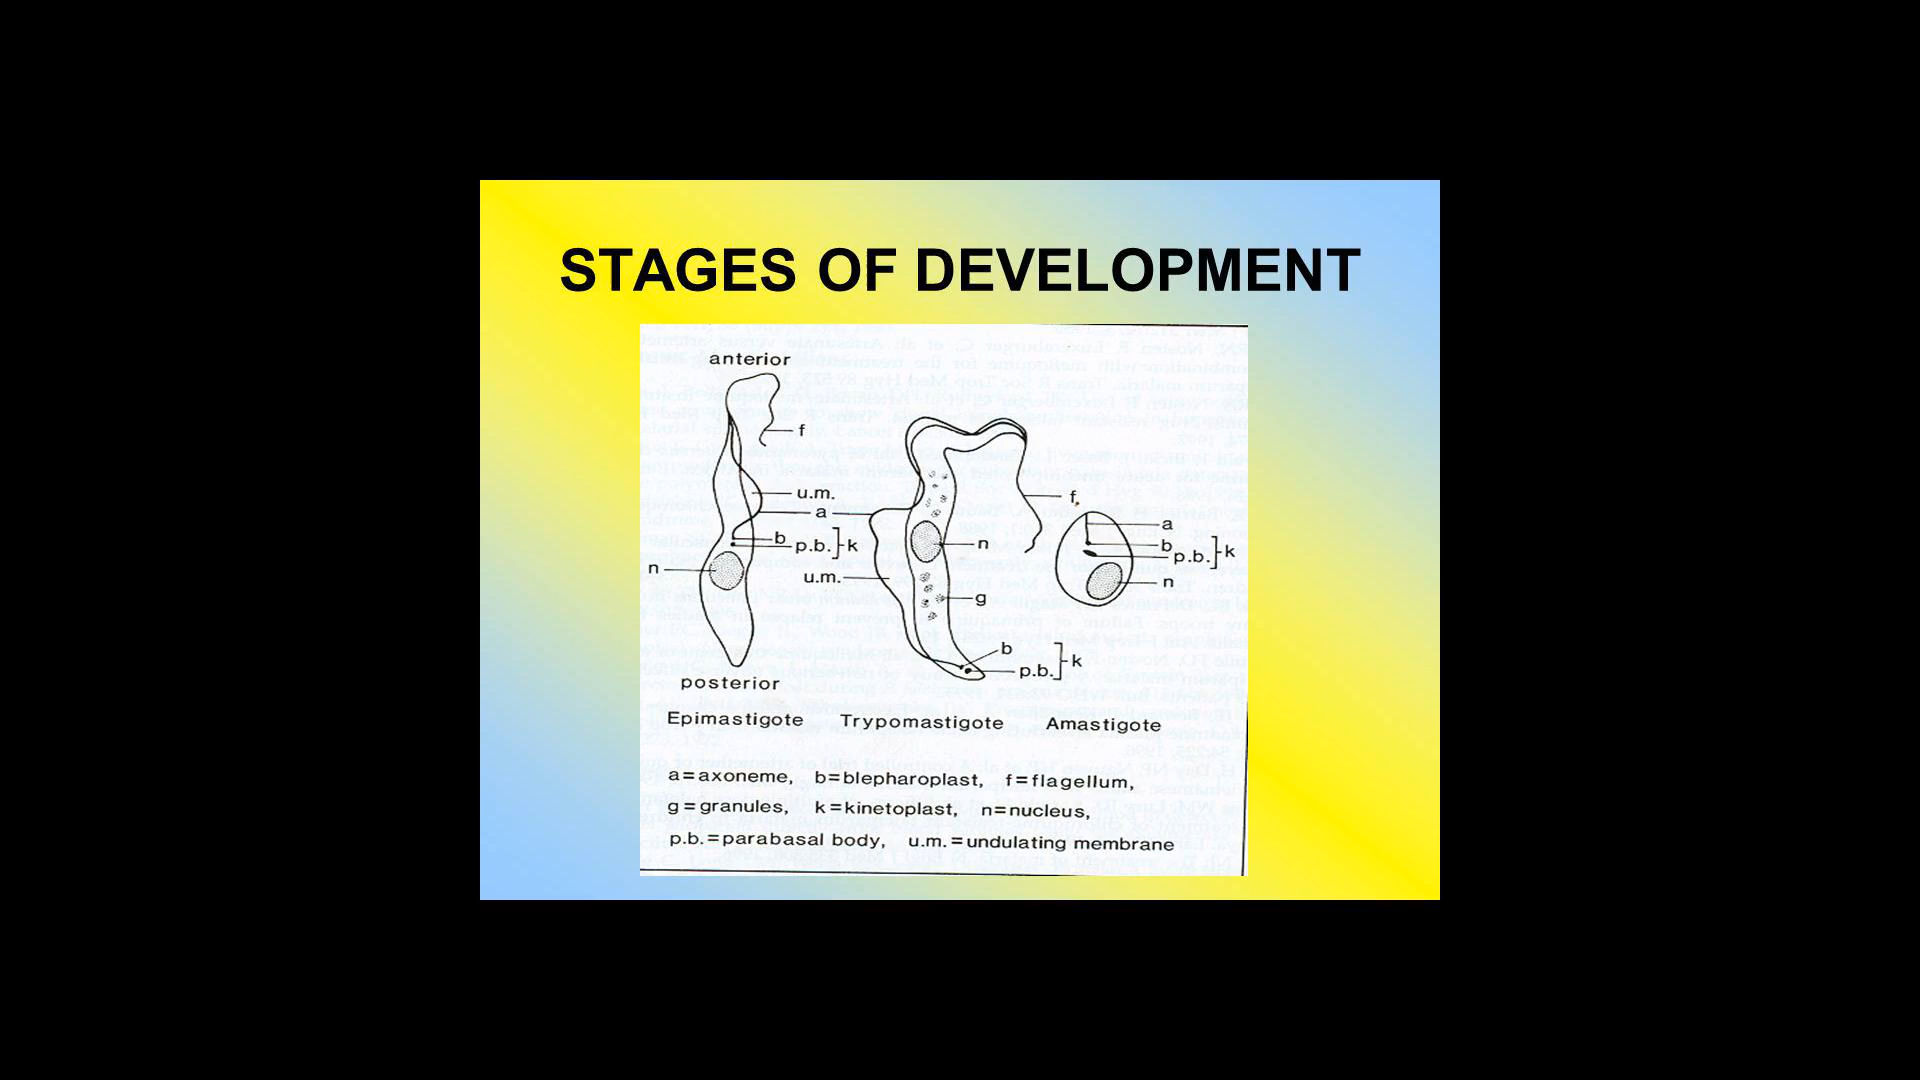 STAGES OF DEVELOPMENT
anterior
f
u.m.
a
b
p.b. k
n
f
n
u.m.
g
b
p.b. k
a
b
p.b. k
n
posterior
Epimastigote Trypomastigote Amastigote
a=axoneme, b=blepharoplast, f=flagellum,
g=granules, k=kinetoplast, n=nucleus,
p.b.=parabasal body, u.m.=undulating membrane